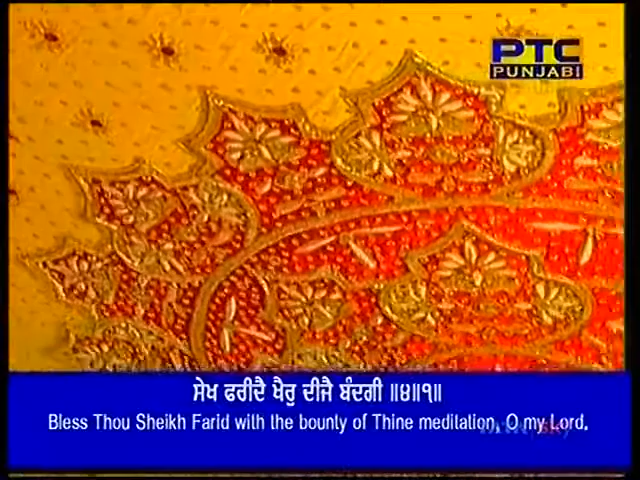 PTC
PUNJABI
ਸੇਖ ਫਰੀਦੈ ਖੈਰੁ ਦੀਜੈ ਬੰਦਗੀ ॥੪॥੧॥
Bless Thou Sheikh Farid with the bounty of Thine meditation, O my Lord.